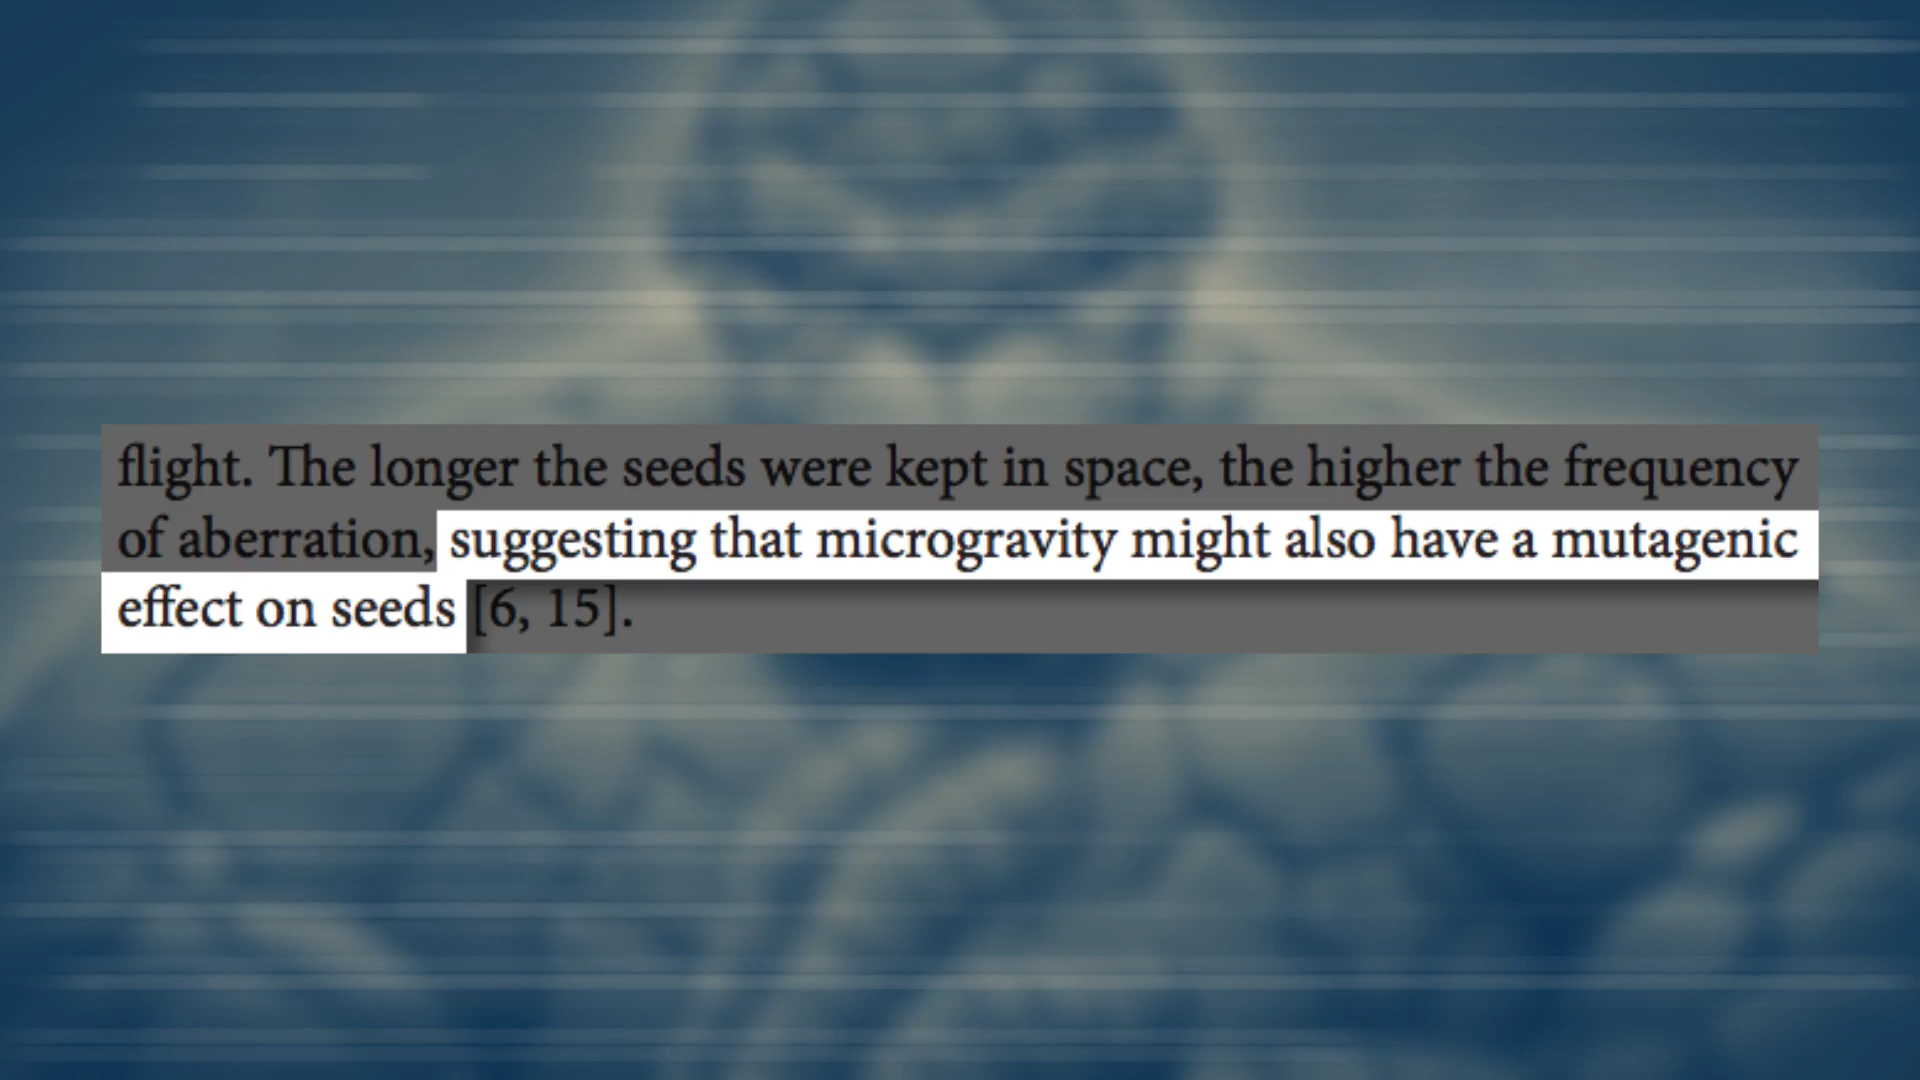 flight. The longer the seeds were kept in space, the higher the frequency
of aberration, suggesting that microgravity might also have a mutagenic
effect on seeds [6, 15].